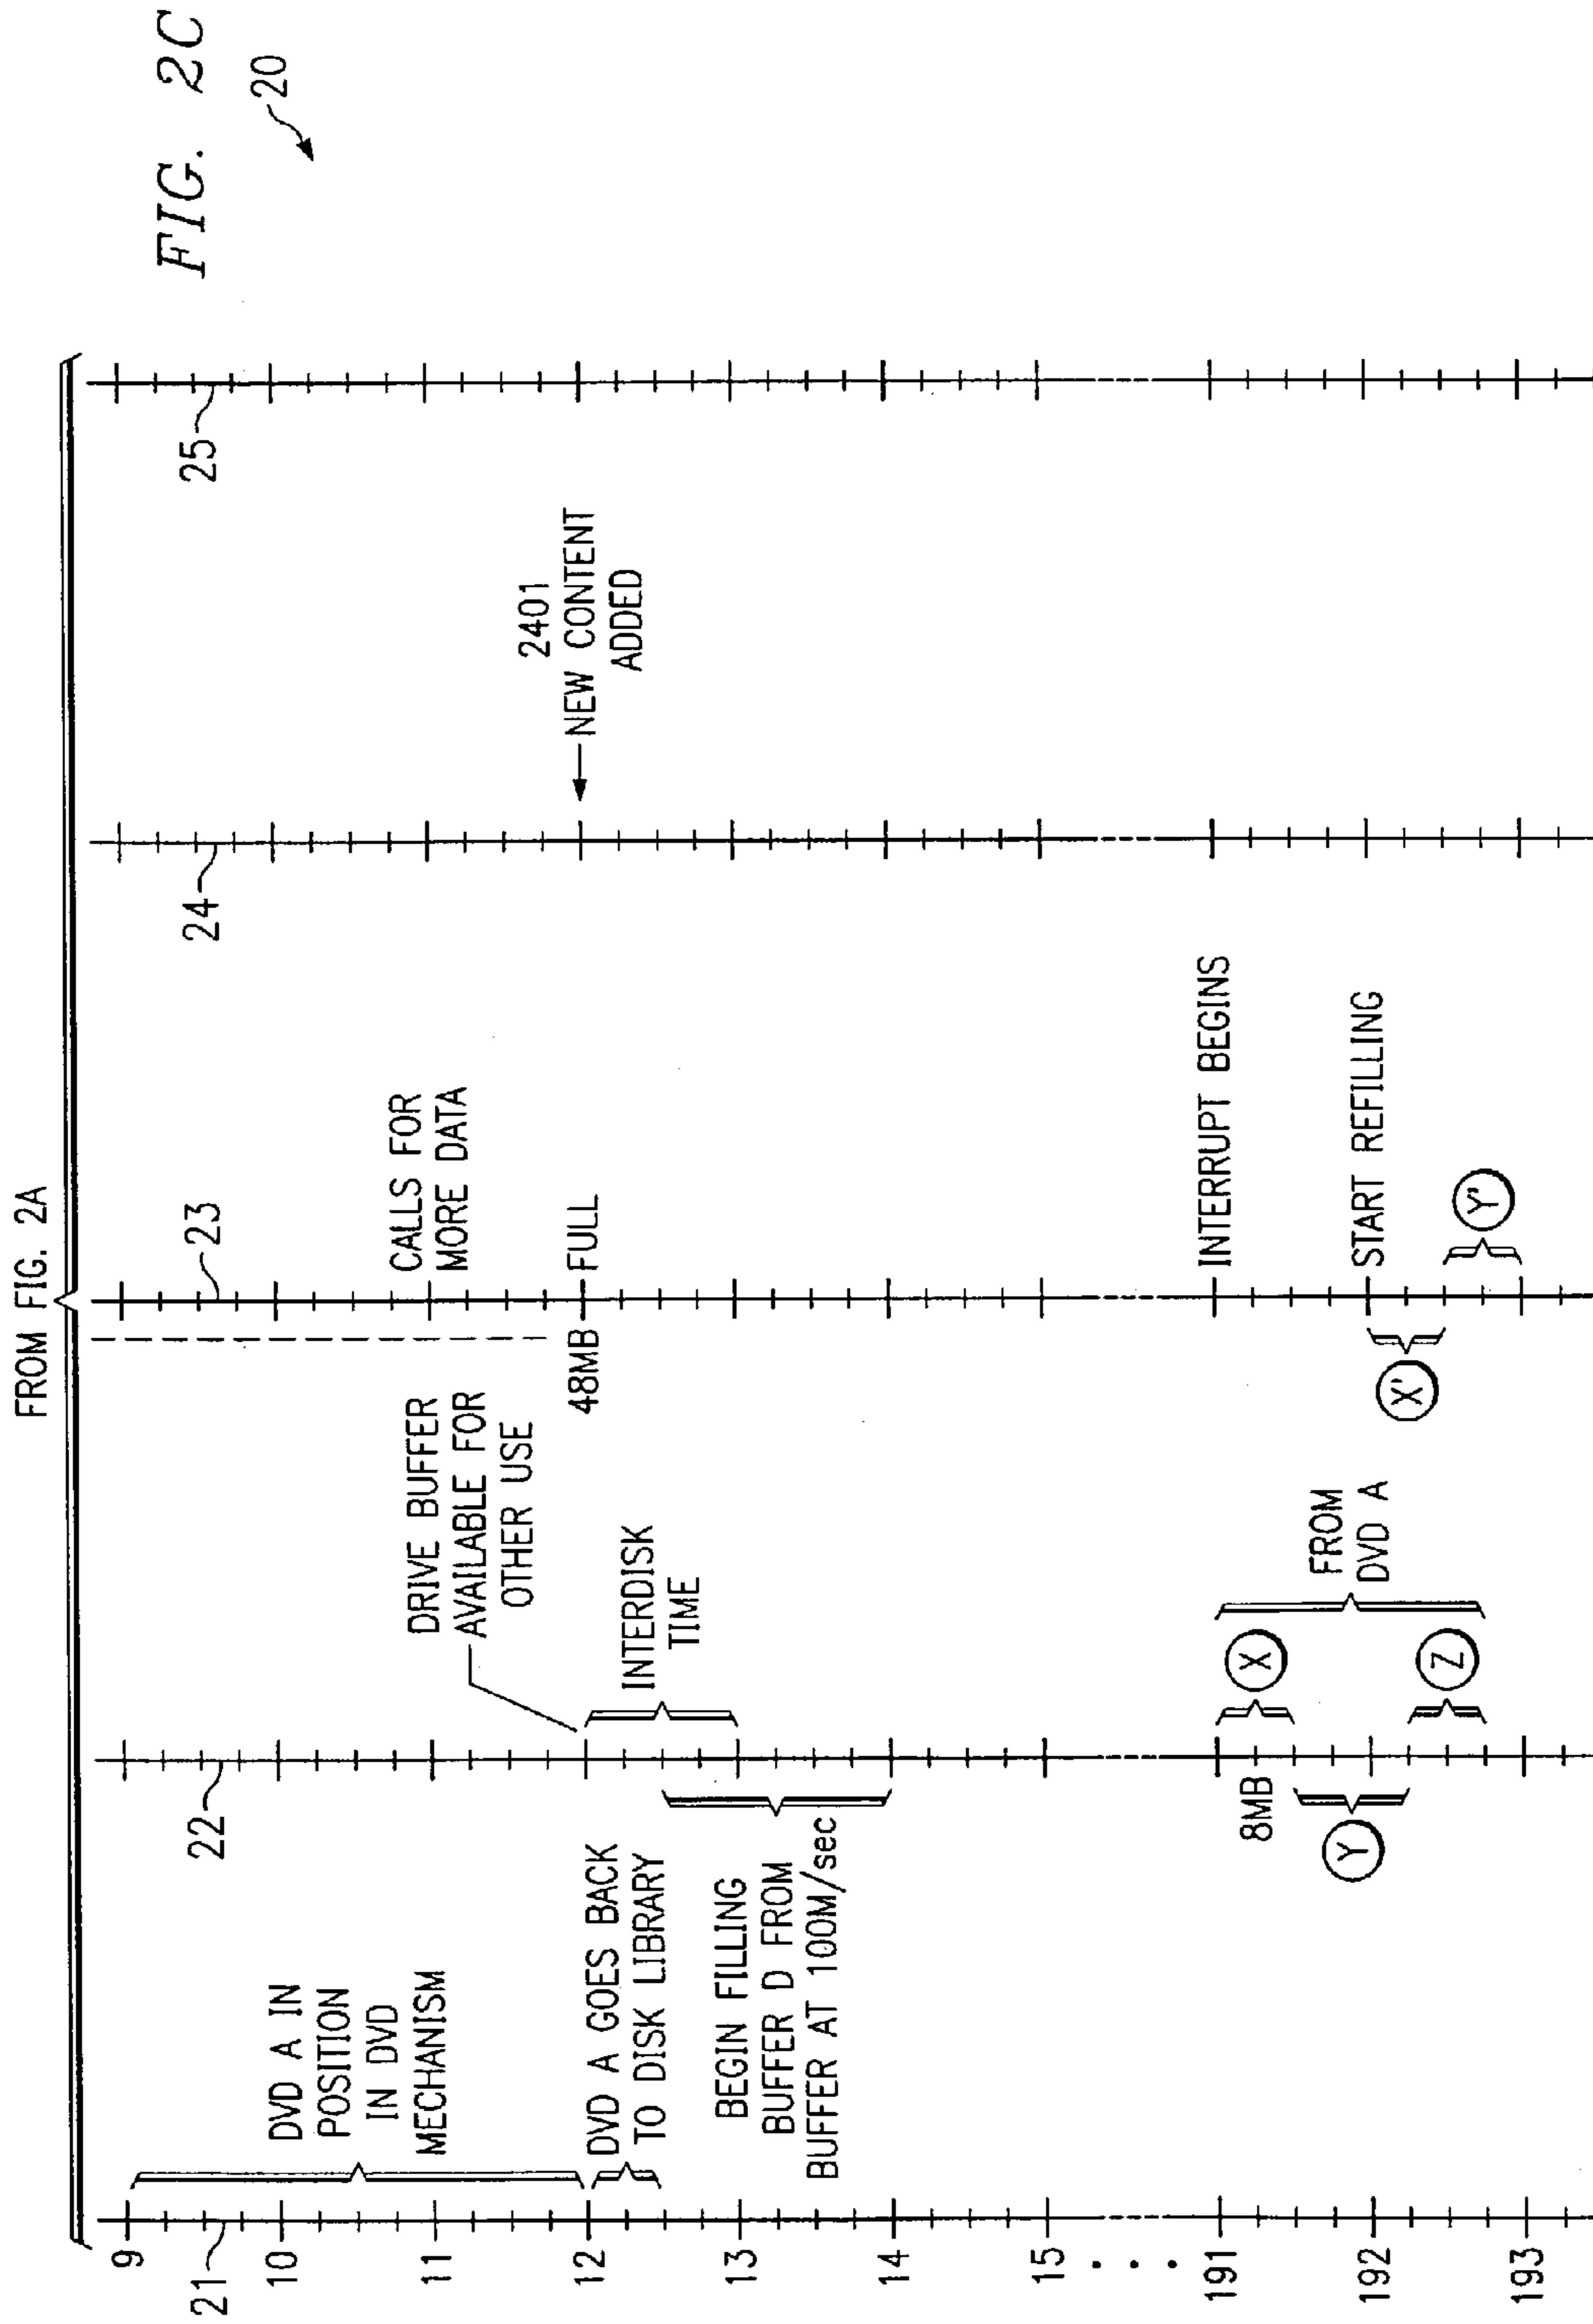 FROM FIG. 2A
FIG. 2C
20
21
22
23
24
25
9
10
11
12
13
14
15
191
192
193
DVD A IN
POSITION
IN DVD
MECHANISM
DVD A GOES BACK
TO DISK LIBRARY
BEGIN FILLING
BUFFER D FROM
BUFFER AT 100M/sec
DRIVE BUFFER
AVAILABLE FOR
OTHER USE
INTERDISK
TIME
8MB
X
Y
Z
FROM
DVD A
CALLS FOR
MORE DATA
48MB
FULL
INTERRUPT BEGINS
START REFILLING
X'
Y'
2401
NEW CONTENT
ADDED